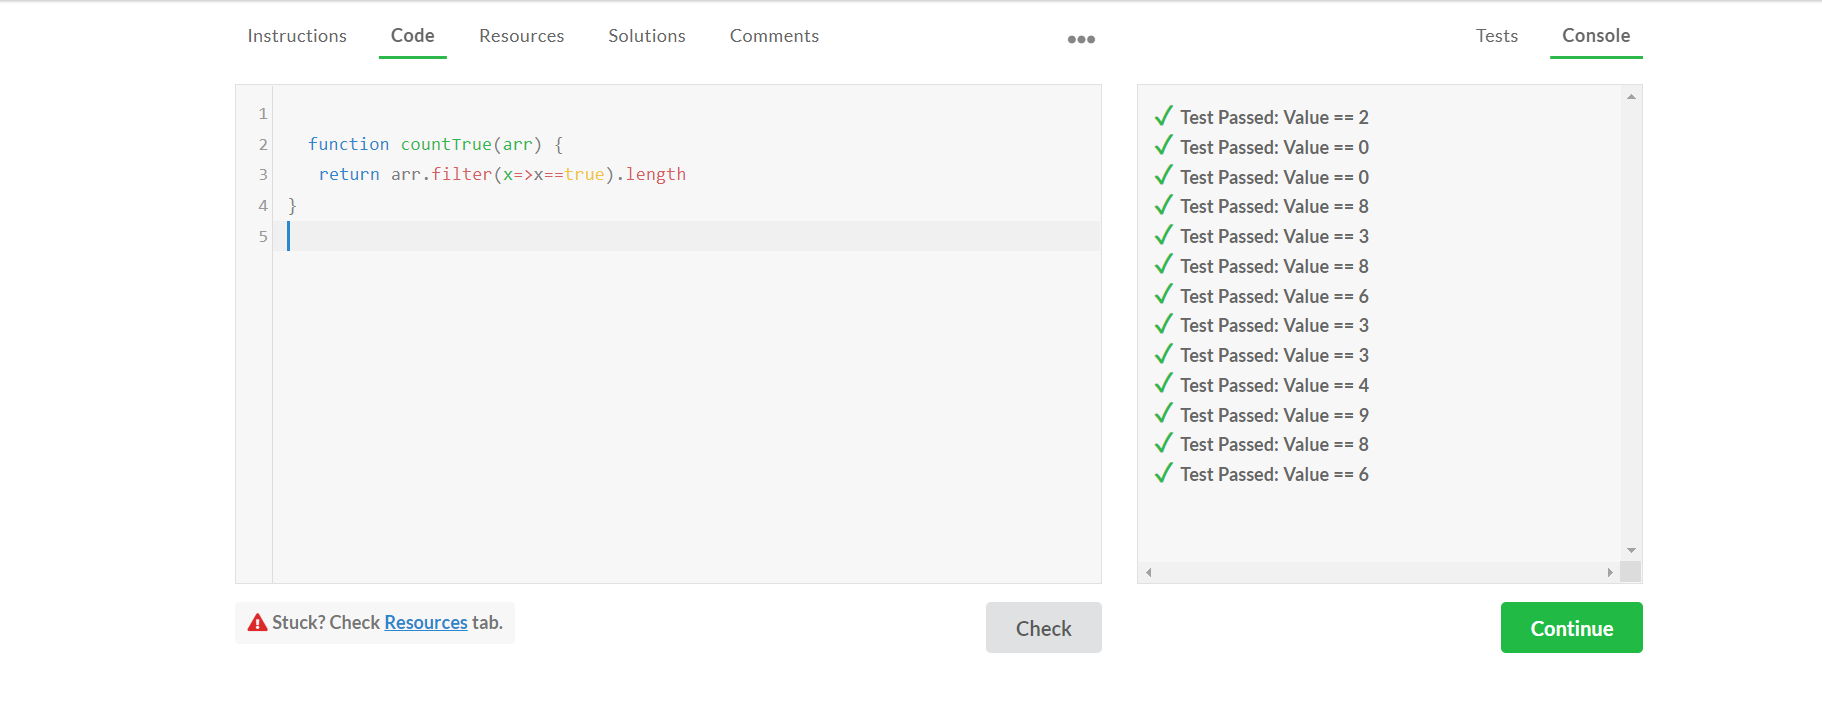 Instructions Code Resources Solutions Comments ••• Tests Console
1
2 function countTrue(arr) {
3 return arr.filter(x=>x==true).length
4 }
5
✓ Test Passed: Value == 2
✓ Test Passed: Value == 0
✓ Test Passed: Value == 0
✓ Test Passed: Value == 8
✓ Test Passed: Value == 3
✓ Test Passed: Value == 8
✓ Test Passed: Value == 6
✓ Test Passed: Value == 3
✓ Test Passed: Value == 3
✓ Test Passed: Value == 4
✓ Test Passed: Value == 9
✓ Test Passed: Value == 8
✓ Test Passed: Value == 6
Stuck? Check Resources tab.
Check
Continue